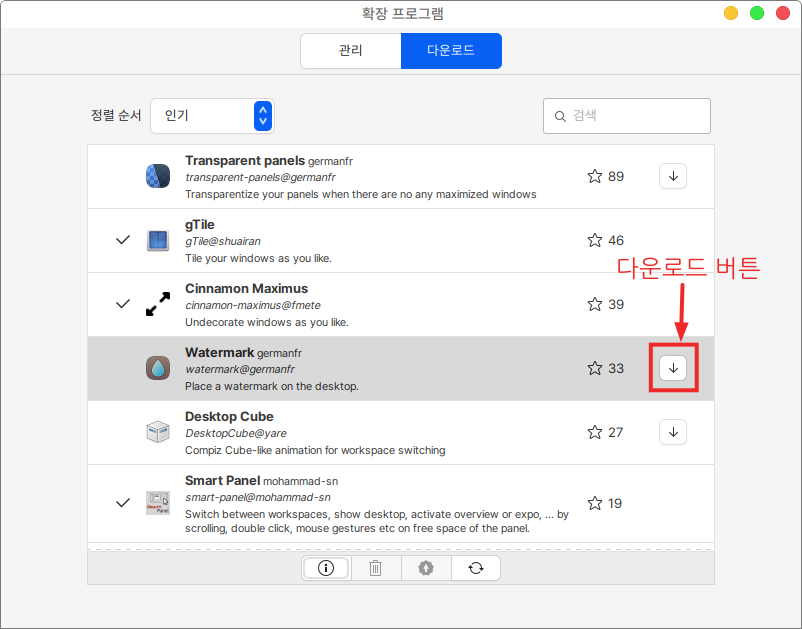 확장 프로그램
관리
다운로드
정렬 순서
인기
검색
Transparent panels germanfr
transparent-panels@germanfr
Transparentize your panels when there are no any maximized windows
89
gTile
gTile@shuairan
Tile your windows as you like.
46
다운로드 버튼
Cinnamon Maximus
cinnamon-maximus@fmete
Undecorate windows as you like.
39
Watermark germanfr
watermark@germanfr
Place a watermark on the desktop.
33
Desktop Cube
DesktopCube@yare
Compiz Cube-like animation for workspace switching
27
Smart Panel mohammad-sn
smart-panel@mohammad-sn
Switch between workspaces, show desktop, activate overview or expo, ... by
scrolling, double click, mouse gestures etc on free space of the panel.
19